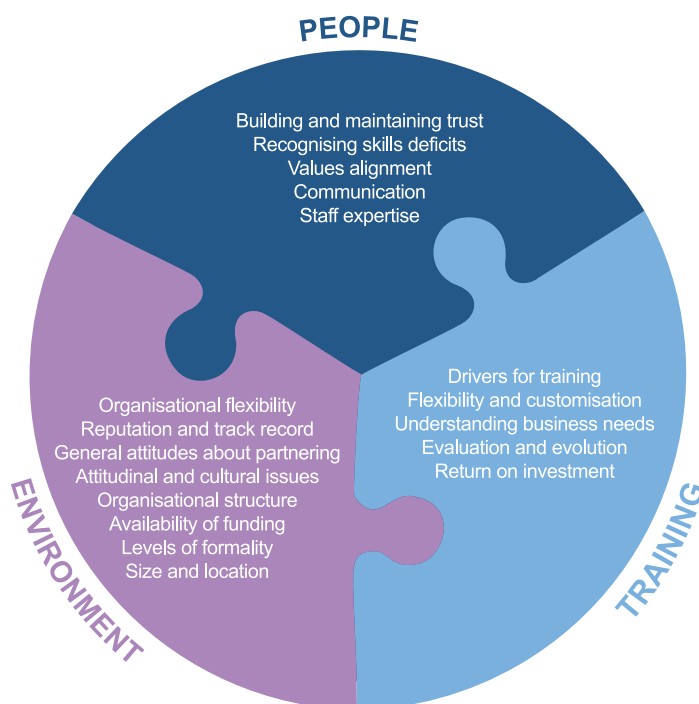 PEOPLE
Building and maintaining trust
Recognising skills deficits
Values alignment
Communication
Staff expertise
ENVIRONMENT
Organisational flexibility
Reputation and track record
General attitudes about partnering
Attitudinal and cultural issues
Organisational structure
Availability of funding
Levels of formality
Size and location
TRAINING
Drivers for training
Flexibility and customisation
Understanding business needs
Evaluation and evolution
Return on investment